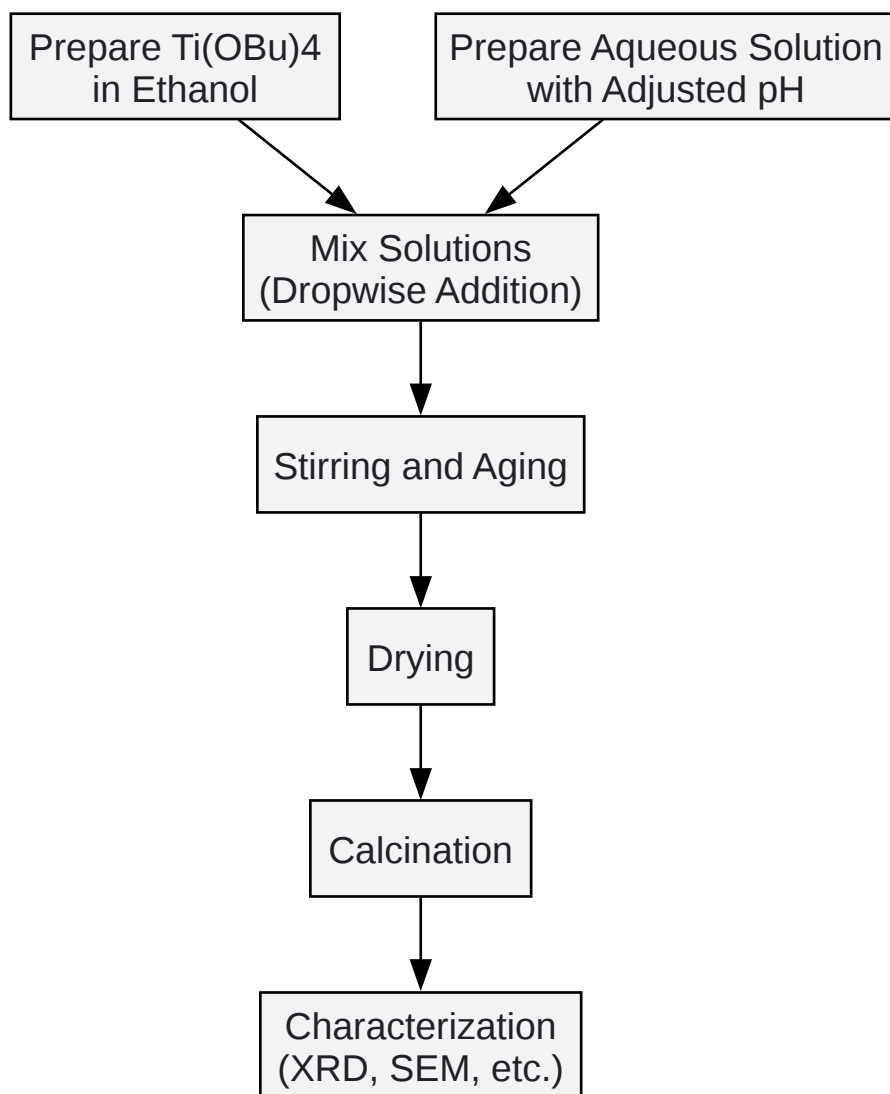 Prepare Ti(OBu)4
in Ethanol
Prepare Aqueous Solution
with Adjusted pH
Mix Solutions
(Dropwise Addition)
Stirring and Aging
Drying
Calcination
Characterization
(XRD, SEM, etc.)